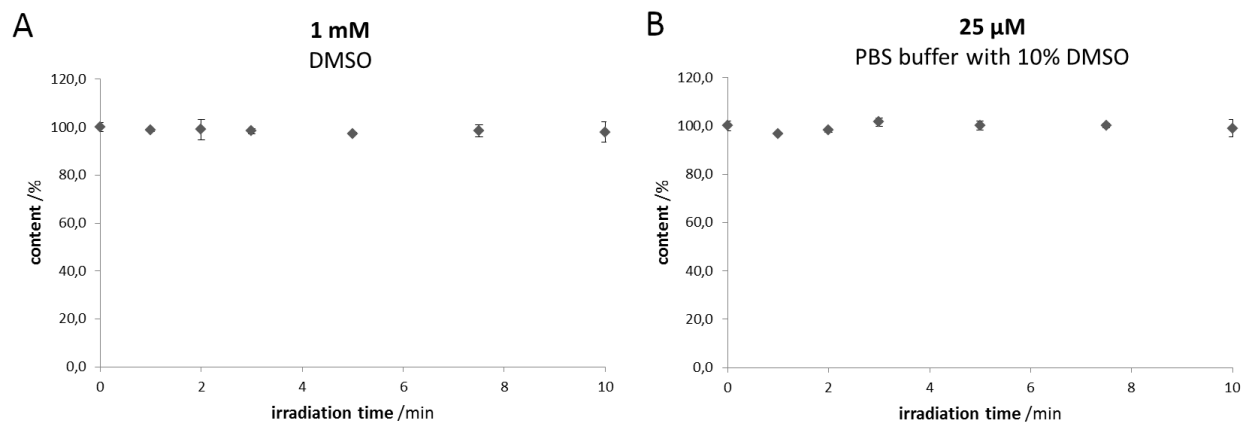 A
1 mM
DMSO
120,0
100,0
80,0
60,0
40,0
20,0
0,0
content /%
0
2
4
6
8
10
irradiation time /min
B
25 µM
PBS buffer with 10% DMSO
120,0
100,0
80,0
60,0
40,0
20,0
0,0
content /%
0
2
4
6
8
10
irradiation time /min